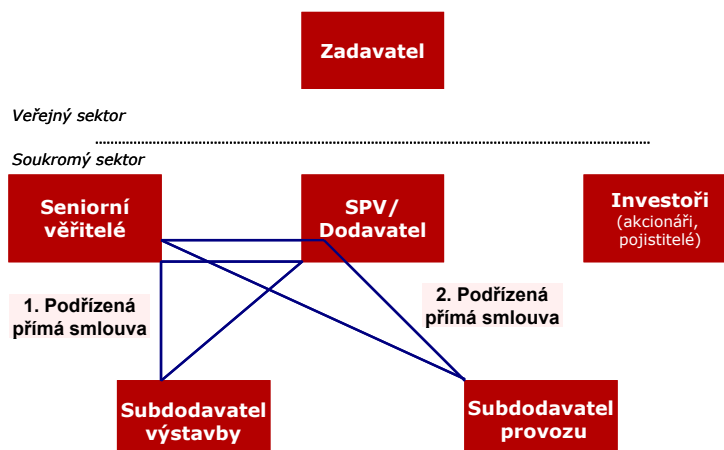 Zadavatel
Veřejný sektor
Soukromý sektor
Seniorní
věřitelé
SPV/
Dodavatel
Investoři
(akcionáři,
pojistitelé)
1. Podřízená
přímá smlouva
2. Podřízená
přímá smlouva
Subdodavatel
výstavby
Subdodavatel
provozu